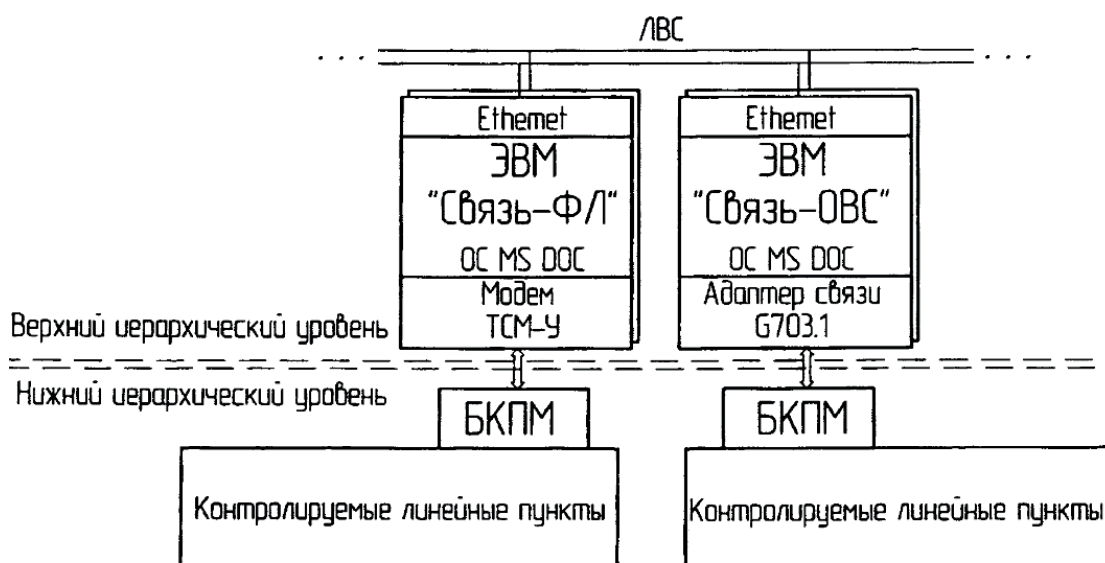 ЛВС
. . .
. . .
Ethemet
ЭВМ
"Связь-ФЛ"
ОС MS DOC
Модем
ТСМ-У
Ethemet
ЭВМ
"Связь-ОВС"
ОС MS DOC
Адаптер связи
G703.1
Верхний иерархический уровень
Нижний иерархический уровень
БКПМ
БКПМ
Контролируемые линейные пункты
Контролируемые линейные пункты